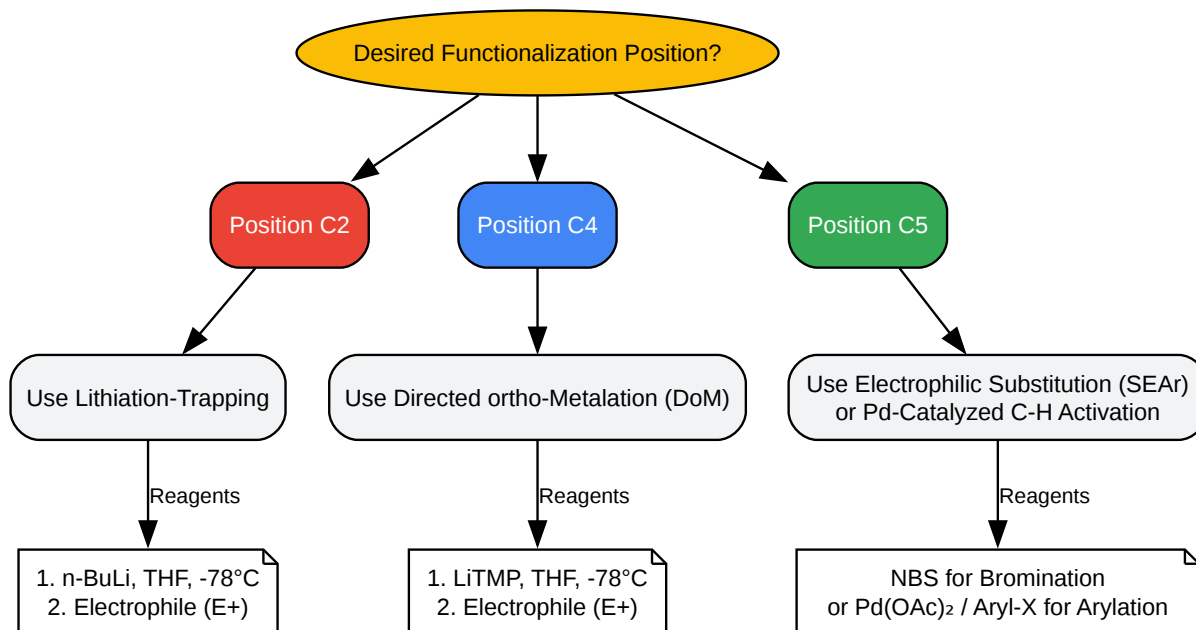 Desired Functionalization Position?
Position C2
Position C4
Position C5
Use Lithiation-Trapping
Use Directed ortho-Metalation (DoM)
Use Electrophilic Substitution (SEAr)
or Pd-Catalyzed C-H Activation
Reagents
Reagents
Reagents
1. n-BuLi, THF, -78°C
2. Electrophile (E+)
1. LiTMP, THF, -78°C
2. Electrophile (E+)
NBS for Bromination
or Pd(OAc)₂ / Aryl-X for Arylation